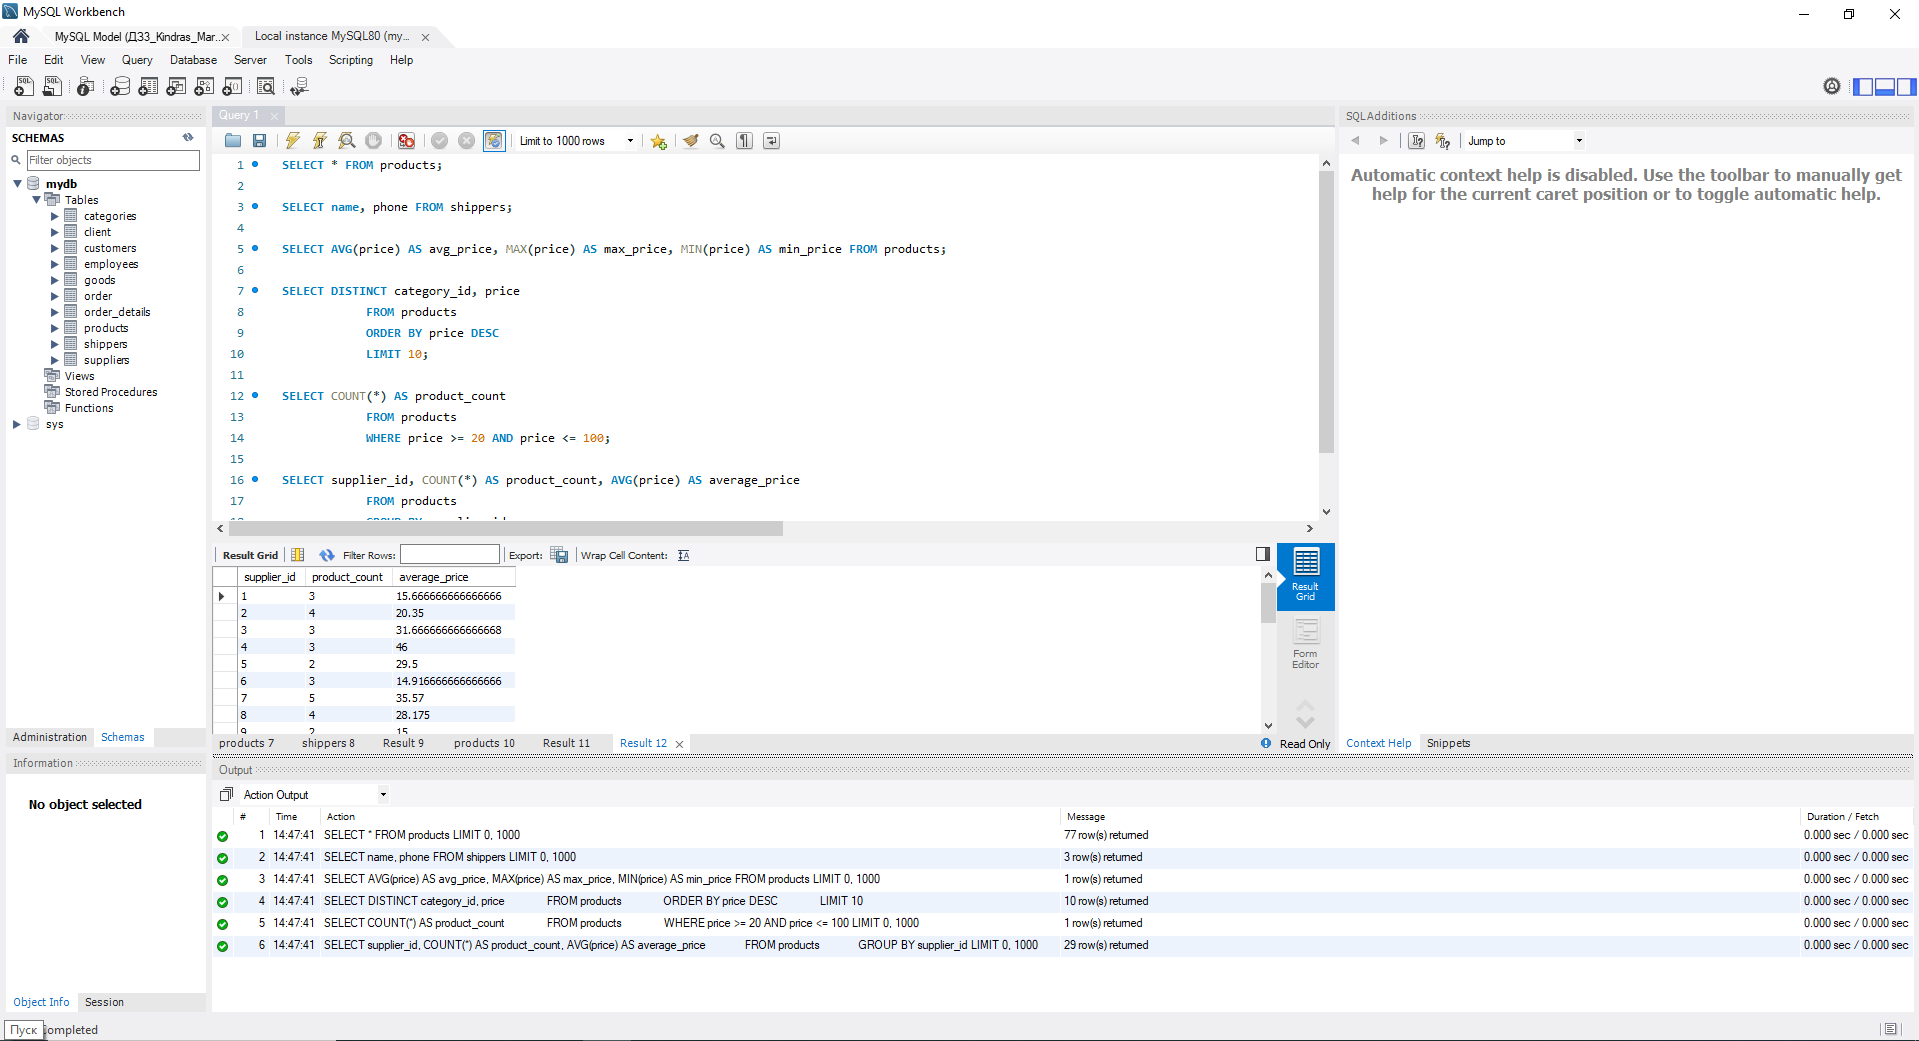 MySQL Workbench
MySQL Model (ДЗ3_Kindras_Mar...
Local instance MySQL80 (my...
File Edit View Query Database Server Tools Scripting Help
Navigator
SCHEMAS
Filter objects
mydb
Tables
categories
client
customers
employees
goods
order
order_details
products
shippers
suppliers
Views
Stored Procedures
Functions
sys
Administration Schemas
Information
No object selected
Object Info Session
Query 1
Limit to 1000 rows
1 SELECT * FROM products;
2
3 SELECT name, phone FROM shippers;
4
5 SELECT AVG(price) AS avg_price, MAX(price) AS max_price, MIN(price) AS min_price FROM products;
6
7 SELECT DISTINCT category_id, price
8 FROM products
9 ORDER BY price DESC
10 LIMIT 10;
11
12 SELECT COUNT(*) AS product_count
13 FROM products
14 WHERE price >= 20 AND price <= 100;
15
16 SELECT supplier_id, COUNT(*) AS product_count, AVG(price) AS average_price
17 FROM products
Result Grid Filter Rows: Export: Wrap Cell Content:
supplier_id product_count average_price
1 3 15.666666666666666
2 4 20.35
3 3 31.666666666666668
4 3 46
5 2 29.5
6 3 14.916666666666666
7 5 35.57
8 4 28.175
9 2 15
Result Grid
Form Editor
products 7 shippers 8 Result 9 products 10 Result 11 Result 12
Read Only
SQLAdditions
Jump to
Automatic context help is disabled. Use the toolbar to manually get
help for the current caret position or to toggle automatic help.
Context Help Snippets
Output
Action Output
# Time Action Message Duration / Fetch
1 14:47:41 SELECT * FROM products LIMIT 0, 1000 77 row(s) returned 0.000 sec / 0.000 sec
2 14:47:41 SELECT name, phone FROM shippers LIMIT 0, 1000 3 row(s) returned 0.000 sec / 0.000 sec
3 14:47:41 SELECT AVG(price) AS avg_price, MAX(price) AS max_price, MIN(price) AS min_price FROM products LIMIT 0, 1000 1 row(s) returned 0.000 sec / 0.000 sec
4 14:47:41 SELECT DISTINCT category_id, price FROM products ORDER BY price DESC LIMIT 10 10 row(s) returned 0.000 sec / 0.000 sec
5 14:47:41 SELECT COUNT(*) AS product_count FROM products WHERE price >= 20 AND price <= 100 LIMIT 0, 1000 1 row(s) returned 0.000 sec / 0.000 sec
6 14:47:41 SELECT supplier_id, COUNT(*) AS product_count, AVG(price) AS average_price FROM products GROUP BY supplier_id LIMIT 0, 1000 29 row(s) returned 0.000 sec / 0.000 sec
Пуск ompleted